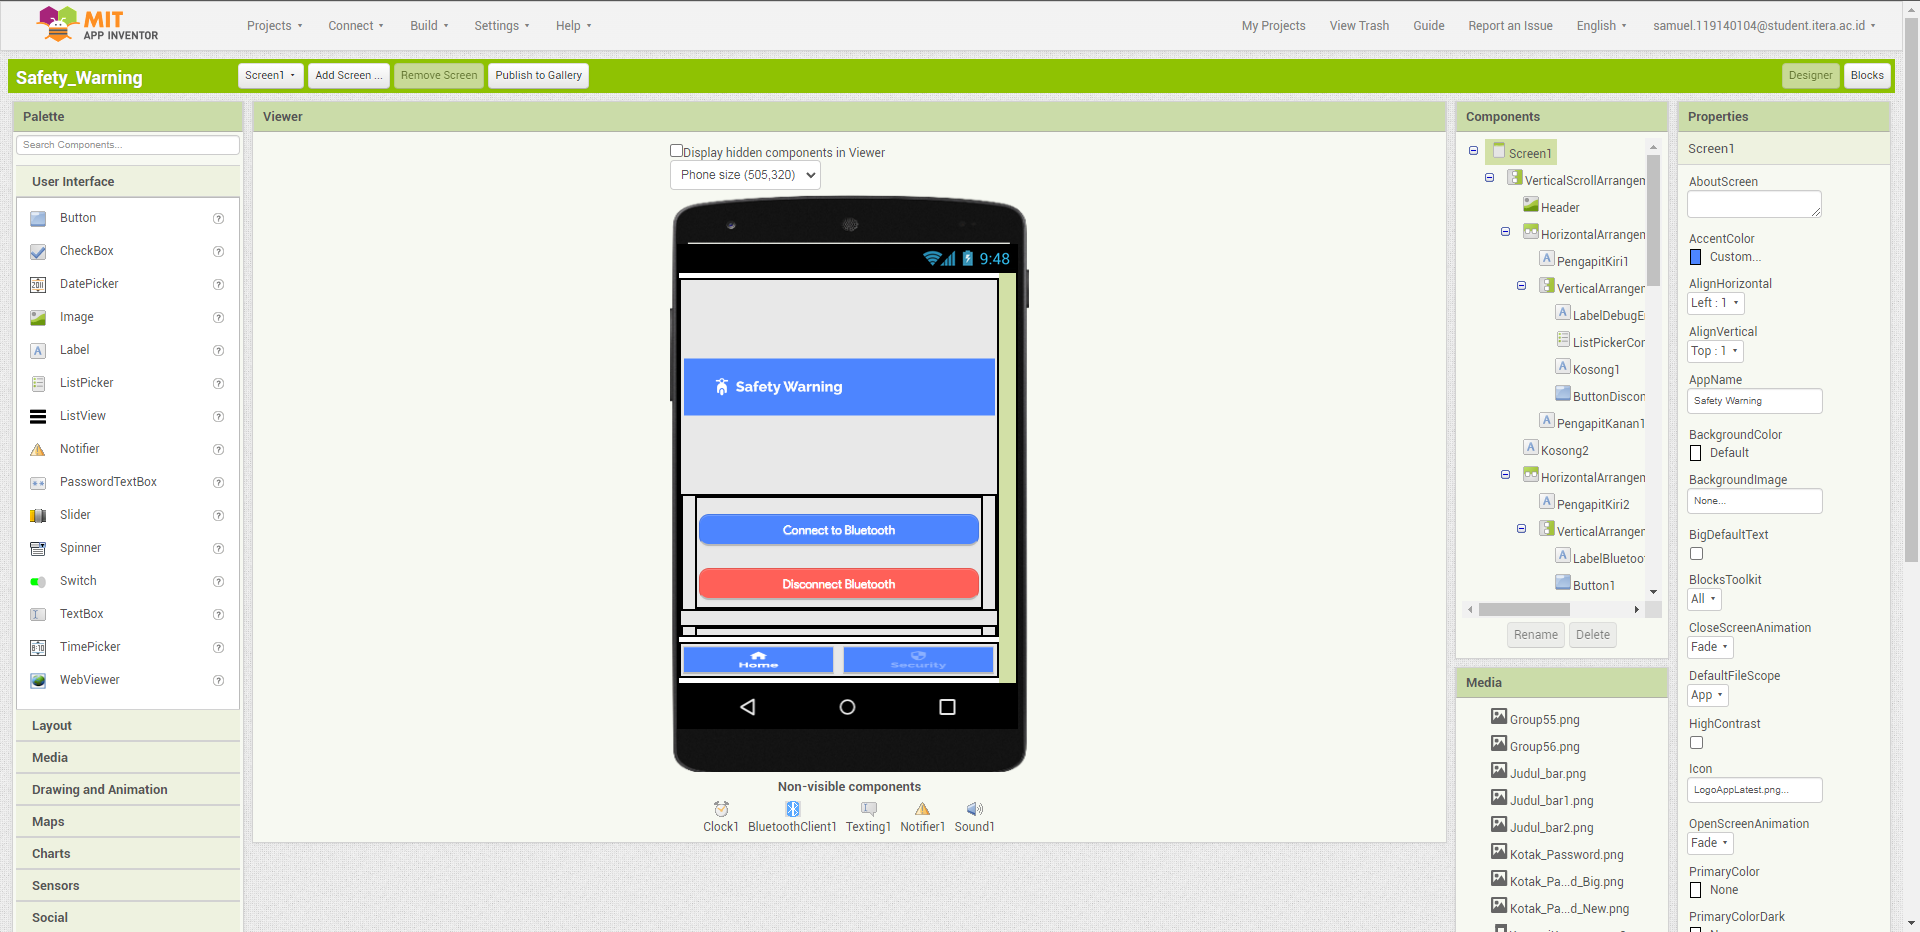 MIT
APP INVENTOR
Projects
Connect
Build
Settings
Help
My Projects
View Trash
Guide
Report an Issue
English
samuel.119140104@student.itera.ac.id
Safety_Warning
Screen1
Add Screen ...
Remove Screen
Publish to Gallery
Designer
Blocks
Palette
Search Components...
User Interface
Button
CheckBox
DatePicker
Image
Label
ListPicker
ListView
Notifier
PasswordTextBox
Slider
Spinner
Switch
TextBox
TimePicker
WebViewer
Layout
Media
Drawing and Animation
Maps
Charts
Sensors
Social
Viewer
Display hidden components in Viewer
Phone size (505,320)
9:48
Safety Warning
Connect to Bluetooth
Disconnect Bluetooth
Home
Security
Non-visible components
Clock1
BluetoothClient1
Texting1
Notifier1
Sound1
Components
Screen1
VerticalScrollArrangen
Header
HorizontalArrangen
PengapitKiri1
VerticalArranger
LabelDebugE
ListPickerCor
Kosong1
ButtonDiscon
PengapitKanan1
Kosong2
HorizontalArrangen
PengapitKiri2
VerticalArranger
LabelBluetoo
Button1
Rename
Delete
Media
Group55.png
Group56.png
Judul_bar.png
Judul_bar1.png
Judul_bar2.png
Kotak_Password.png
Kotak_Pa...d_Big.png
Kotak_Pa...d_New.png
Properties
Screen1
AboutScreen
AccentColor
Custom...
AlignHorizontal
Left : 1
AlignVertical
Top : 1
AppName
Safety Warning
BackgroundColor
Default
BackgroundImage
None...
BigDefaultText
BlocksToolkit
All
CloseScreenAnimation
Fade
DefaultFileScope
App
HighContrast
Icon
LogoAppLatest.png...
OpenScreenAnimation
Fade
PrimaryColor
None
PrimaryColorDark